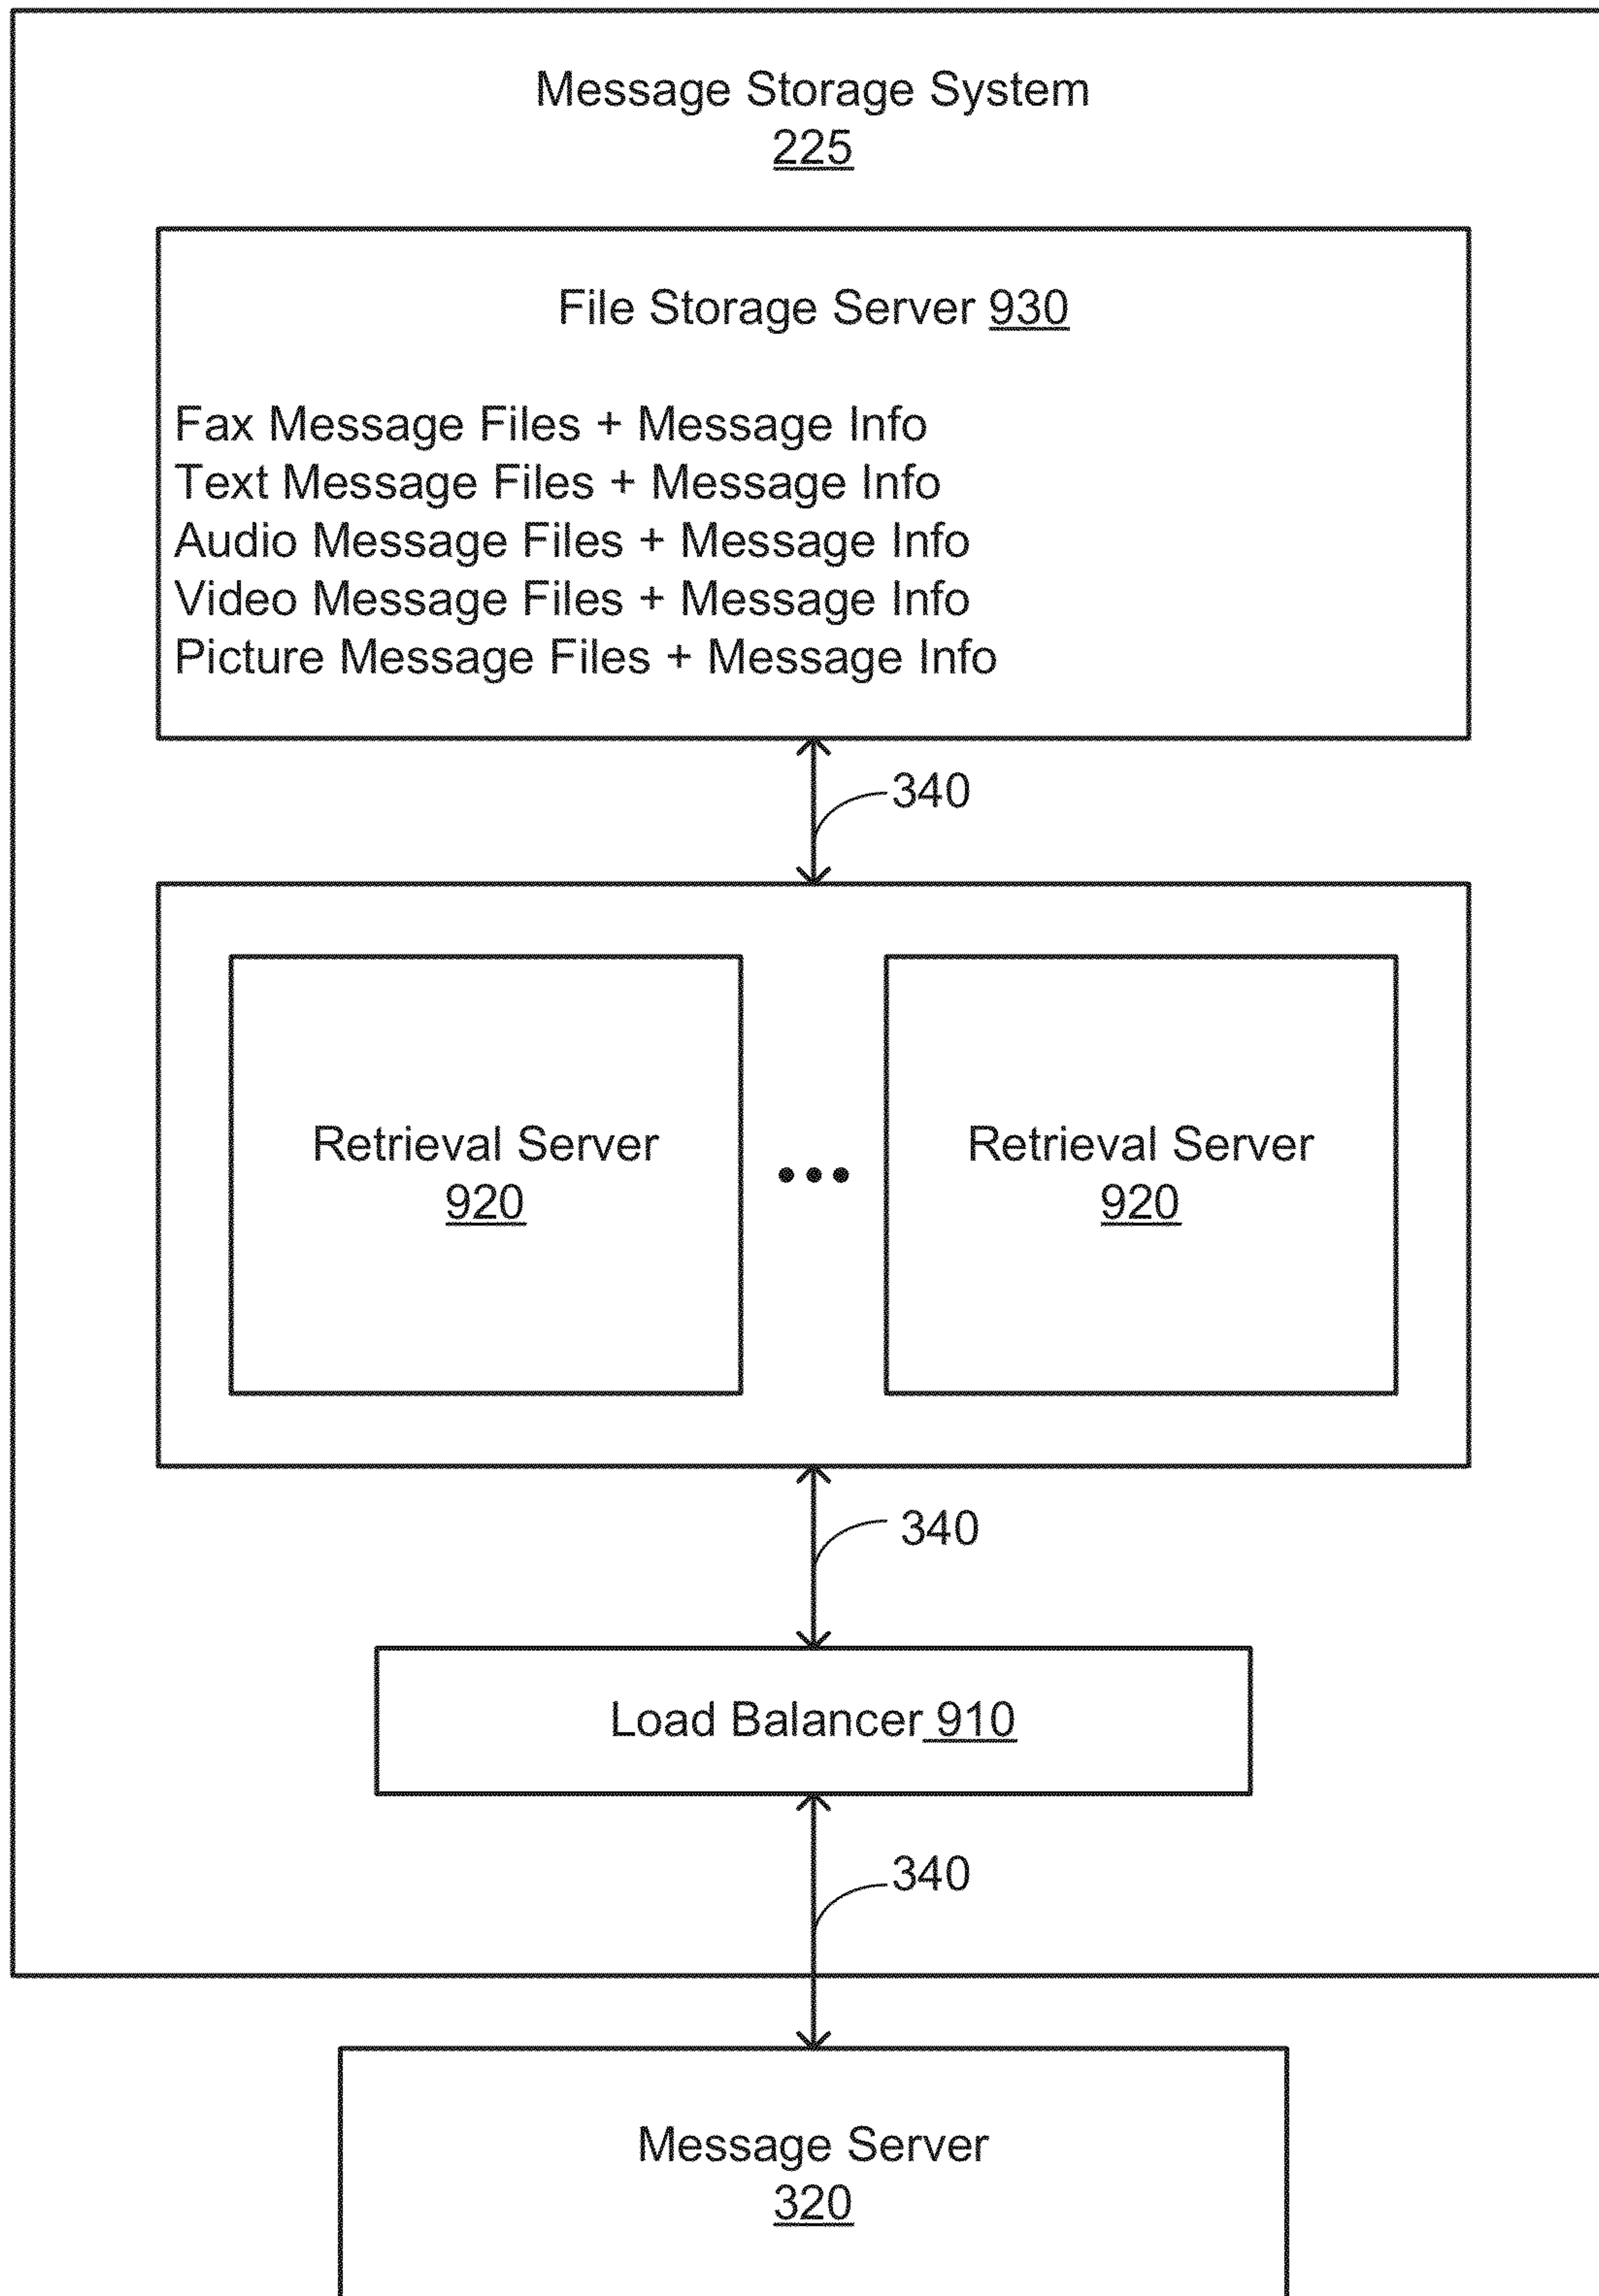 Message Storage System
225
File Storage Server 930
Fax Message Files + Message Info
Text Message Files + Message Info
Audio Message Files + Message Info
Video Message Files + Message Info
Picture Message Files + Message Info
340
Retrieval Server
920
Retrieval Server
920
340
Load Balancer 910
340
Message Server
320